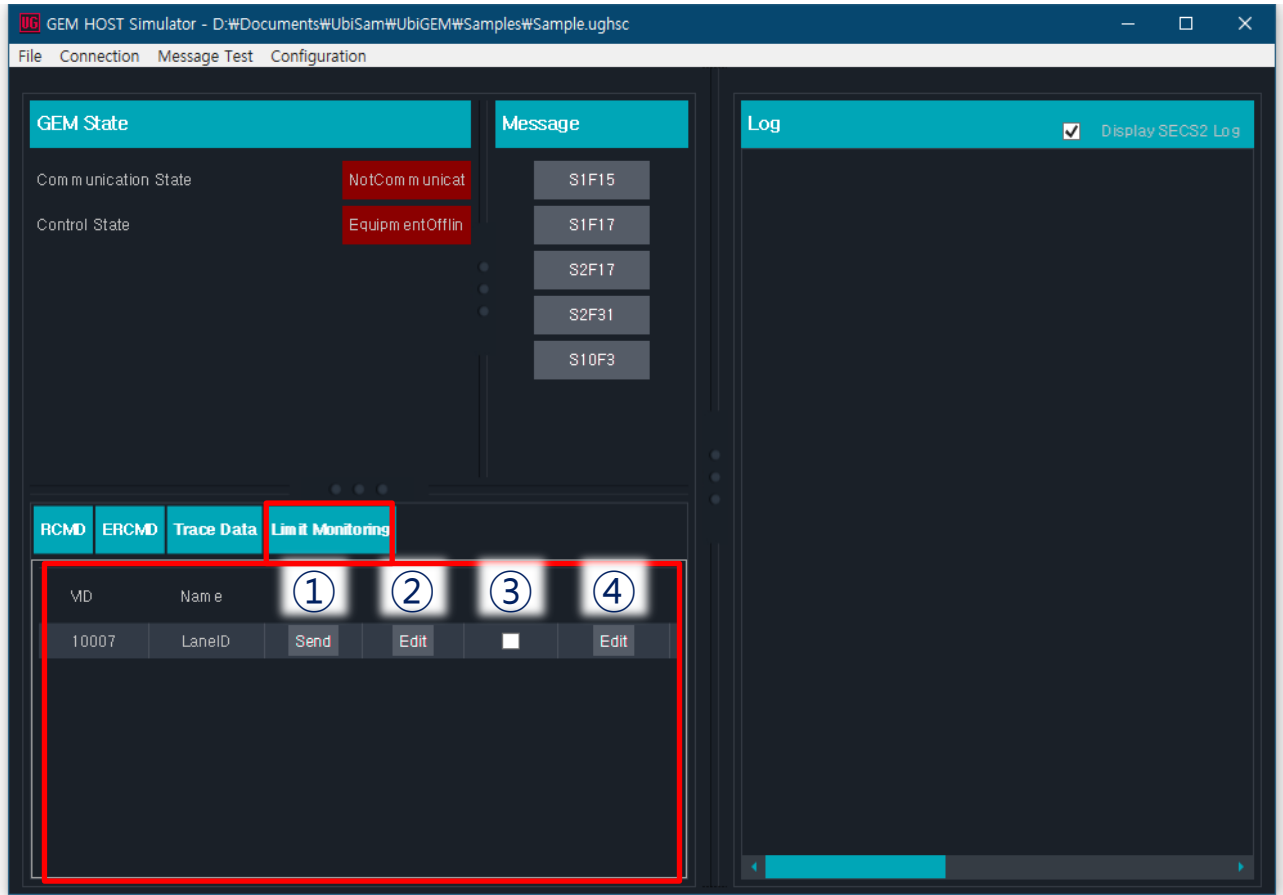 UG GEM HOST Simulator - D:₩Documents₩UbiSam₩UbiGEM₩Samples₩Sample.ughsc
File Connection Message Test Configuration
GEM State
Communication State NotCommunicat
Control State EquipmentOfflin
Message
S1F15
S1F17
S2F17
S2F31
S10F3
Log
Display SECS2 Log
RCMD ERCMD Trace Data Limit Monitoring
VID Name ① ② ③ ④
10007 LaneID Send Edit Edit